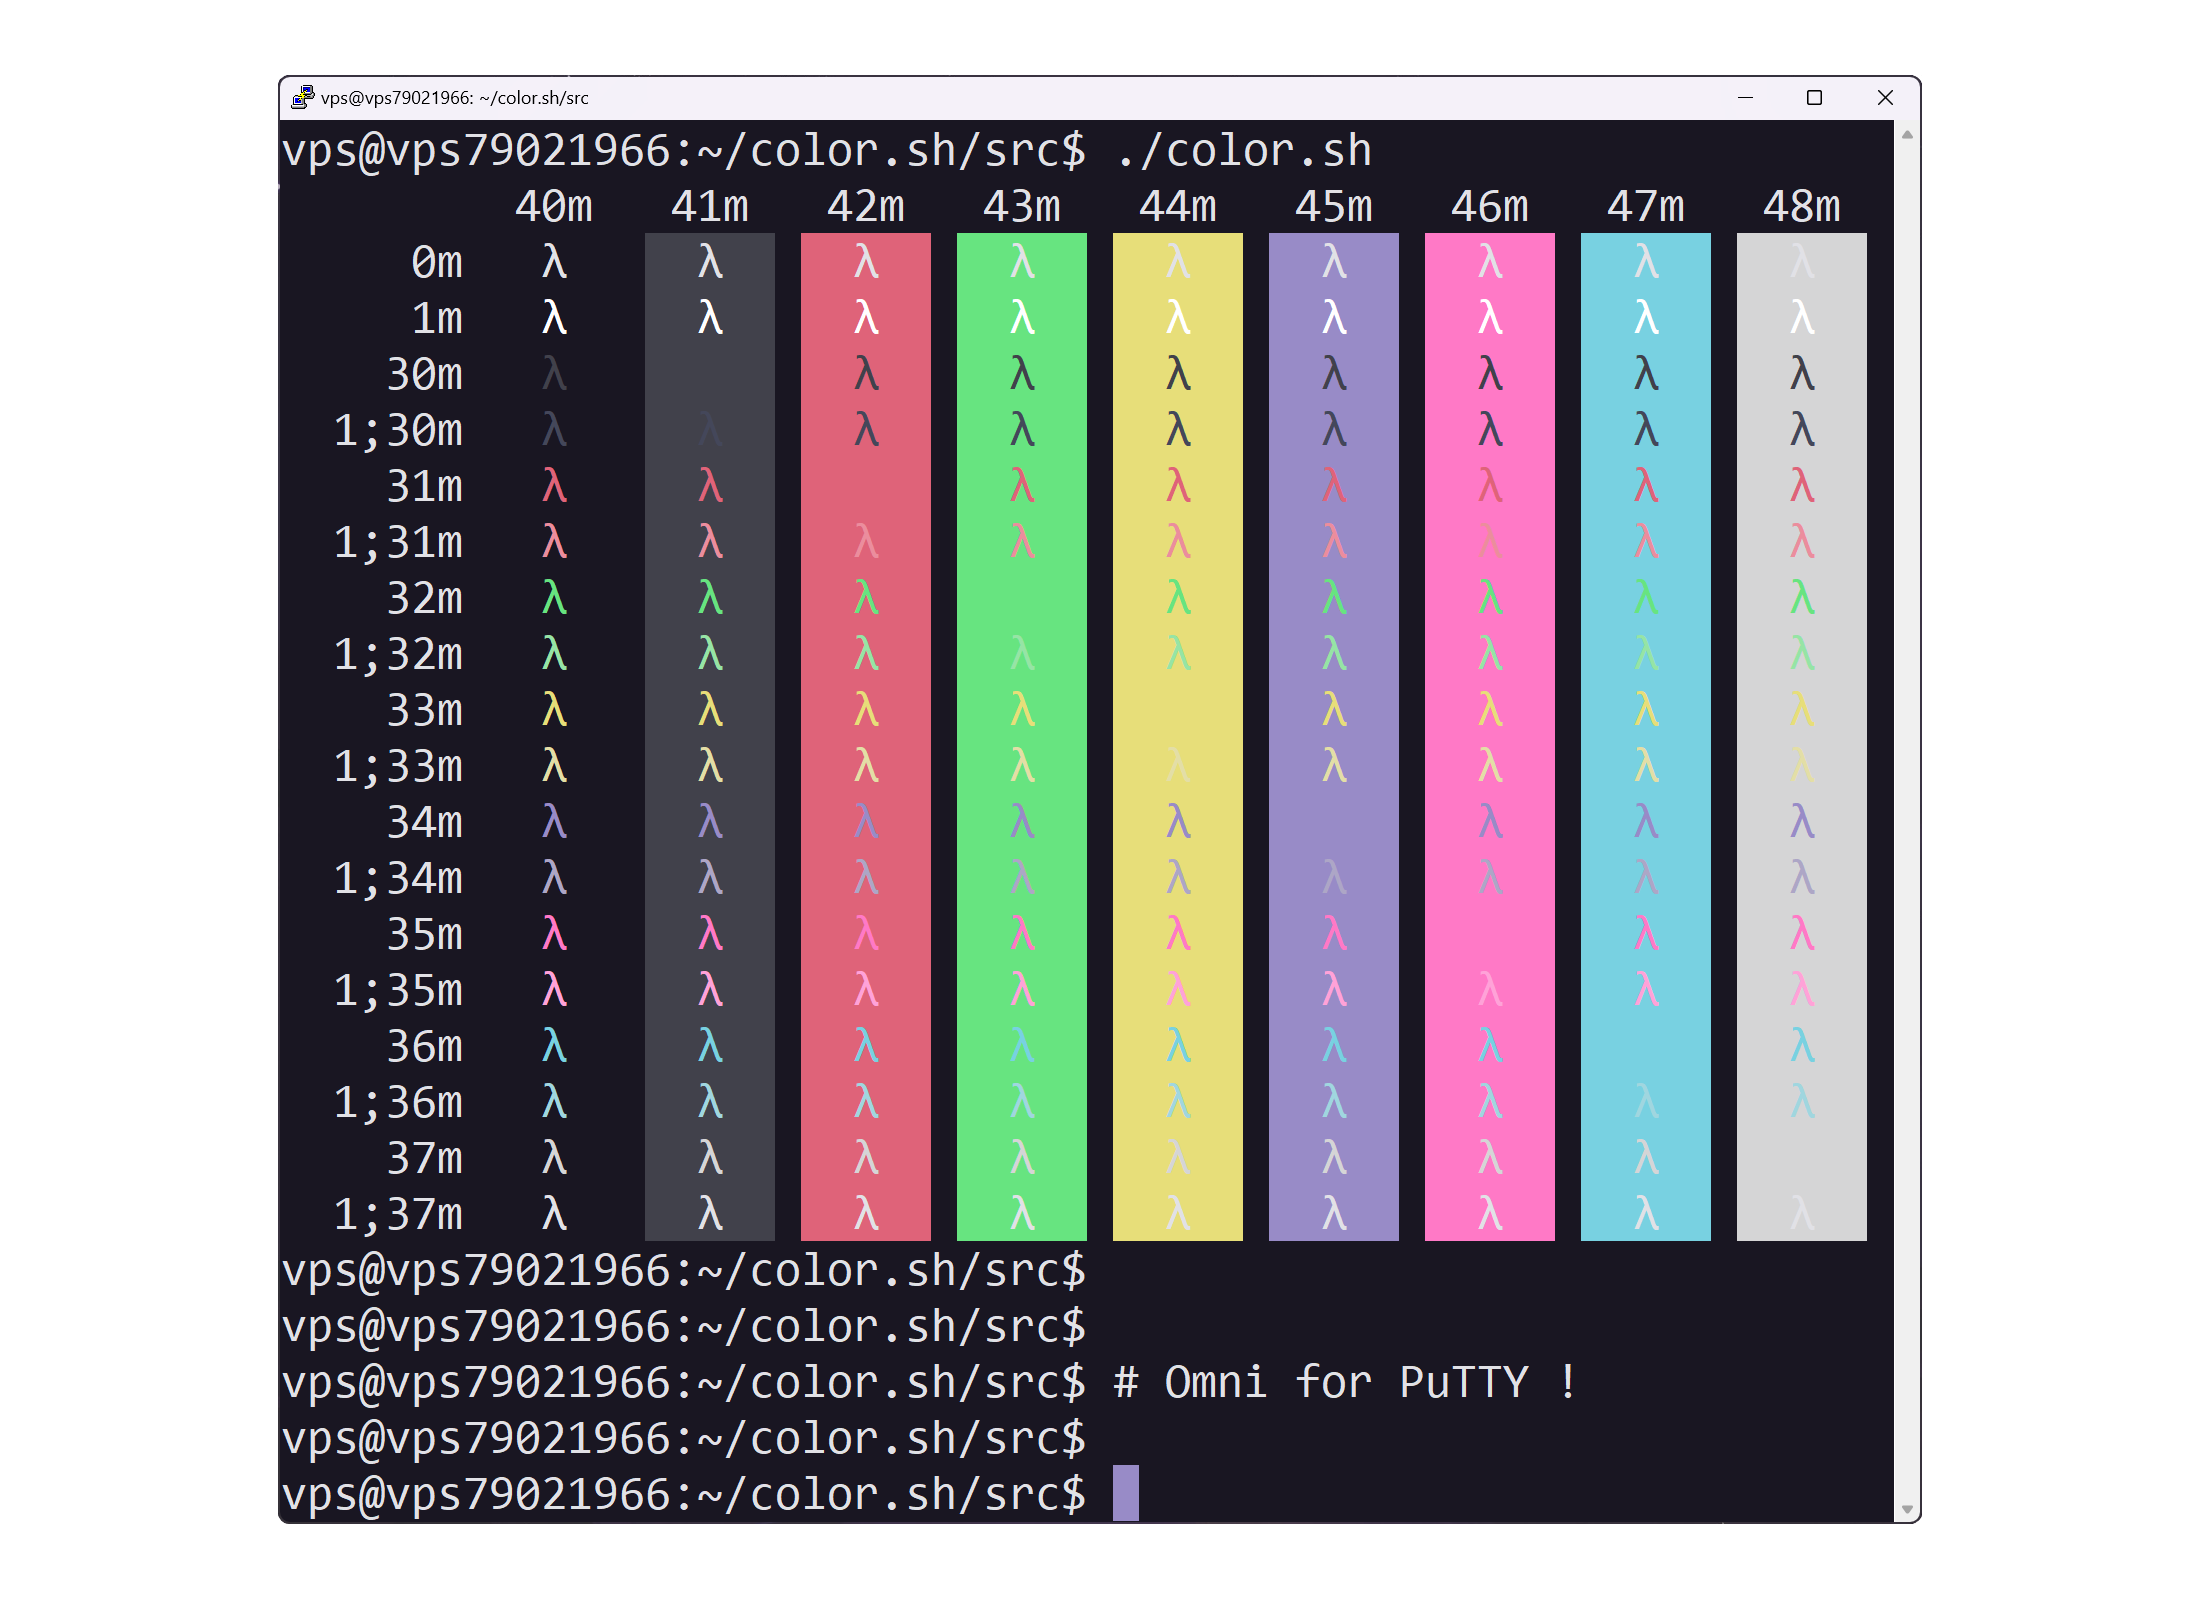 vps@vps79021966: ~/color.sh/src
vps@vps79021966:~/color.sh/src$ ./color.sh
40m 41m 42m 43m 44m 45m 46m 47m 48m
0m λ λ λ λ λ λ λ λ λ
1m λ λ λ λ λ λ λ λ λ
30m λ λ λ λ λ λ λ λ
1;30m λ λ λ λ λ λ λ λ λ
31m λ λ λ λ λ λ λ λ
1;31m λ λ λ λ λ λ λ λ λ
32m λ λ λ λ λ λ λ λ
1;32m λ λ λ λ λ λ λ λ λ
33m λ λ λ λ λ λ λ λ
1;33m λ λ λ λ λ λ λ λ λ
34m λ λ λ λ λ λ λ λ
1;34m λ λ λ λ λ λ λ λ λ
35m λ λ λ λ λ λ λ λ
1;35m λ λ λ λ λ λ λ λ λ
36m λ λ λ λ λ λ λ λ
1;36m λ λ λ λ λ λ λ λ λ
37m λ λ λ λ λ λ λ λ
1;37m λ λ λ λ λ λ λ λ λ
vps@vps79021966:~/color.sh/src$
vps@vps79021966:~/color.sh/src$
vps@vps79021966:~/color.sh/src$ # Omni for PuTTY !
vps@vps79021966:~/color.sh/src$
vps@vps79021966:~/color.sh/src$